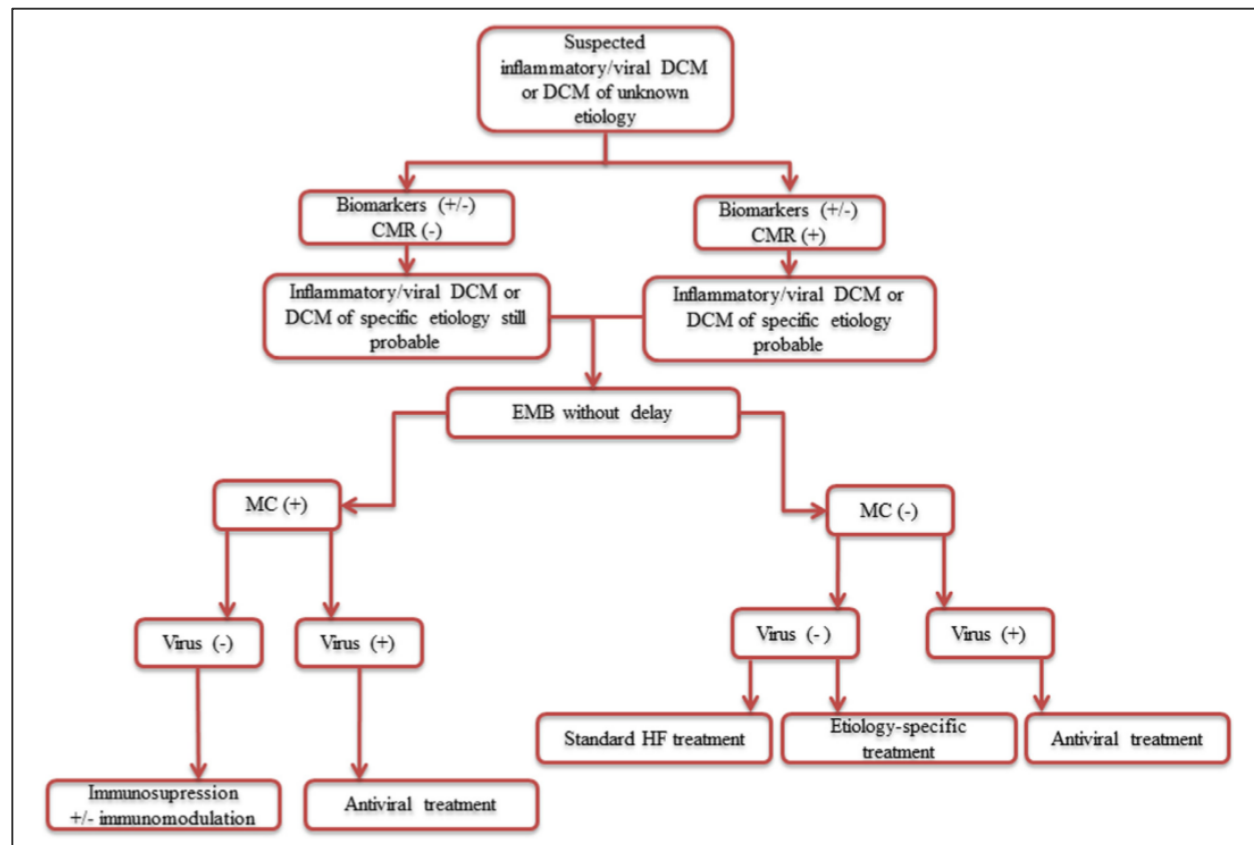 Suspected
inflammatory/viral DCM
or DCM of unknown
etiology
Biomarkers (+/-)
CMR (-)
Biomarkers (+/-)
CMR (+)
Inflammatory/viral DCM or
DCM of specific etiology still
probable
Inflammatory/viral DCM or
DCM of specific etiology
probable
EMB without delay
MC (+)
MC (-)
Virus (-)
Virus (+)
Virus (- )
Virus (+)
Standard HF treatment
Etiology-specific
treatment
Antiviral treatment
Immunosupression
+/- immunomodulation
Antiviral treatment